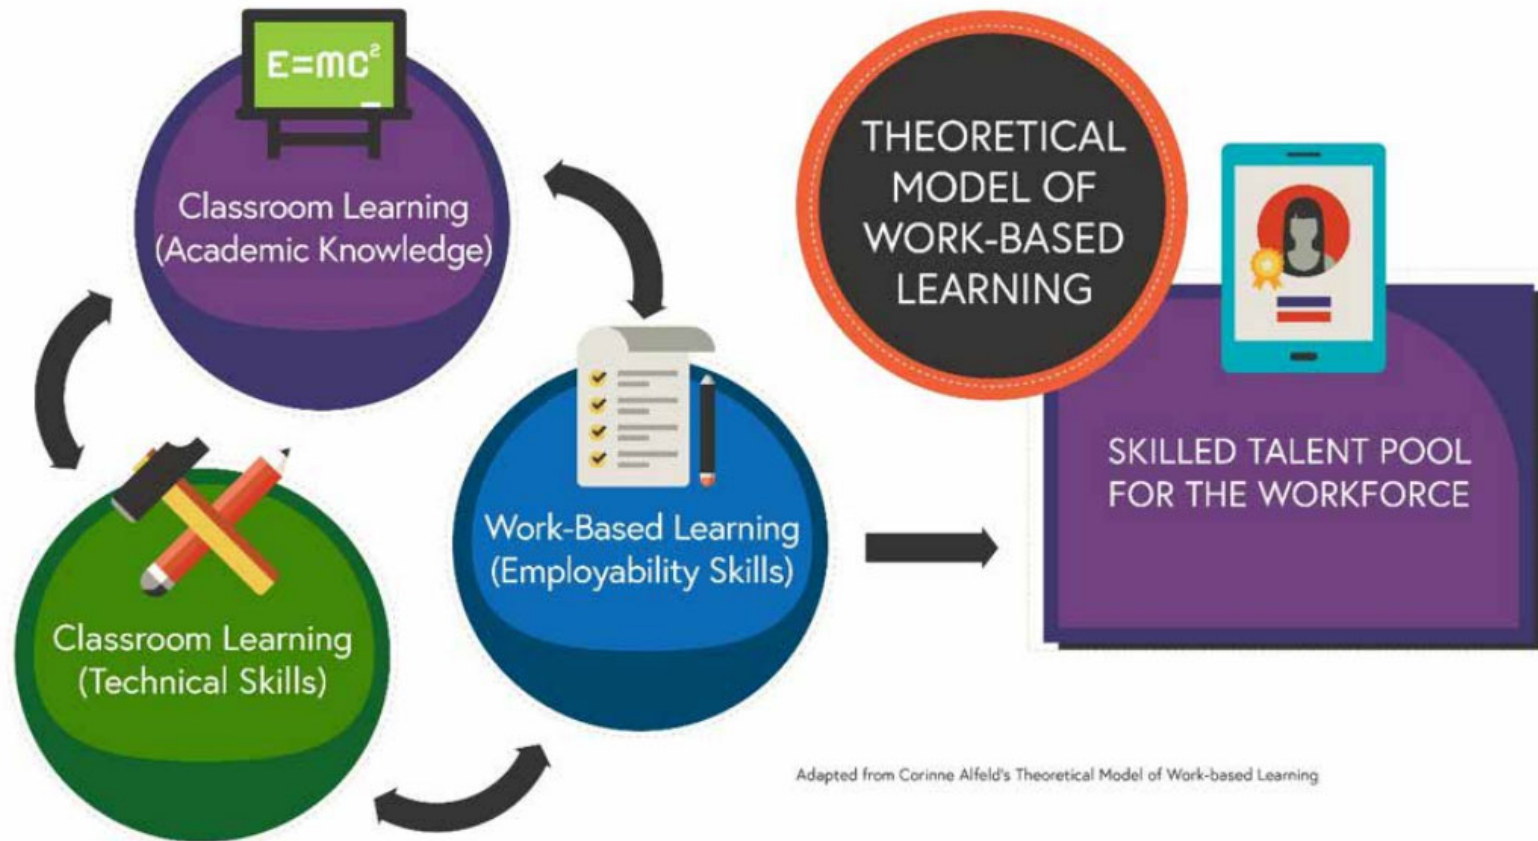 E=mc²
Classroom Learning
(Academic Knowledge)
Classroom Learning
(Technical Skills)
Work-Based Learning
(Employability Skills)
THEORETICAL
MODEL OF
WORK-BASED
LEARNING
SKILLED TALENT POOL
FOR THE WORKFORCE
Adapted from Corinne Alfeld's Theoretical Model of Work-based Learning